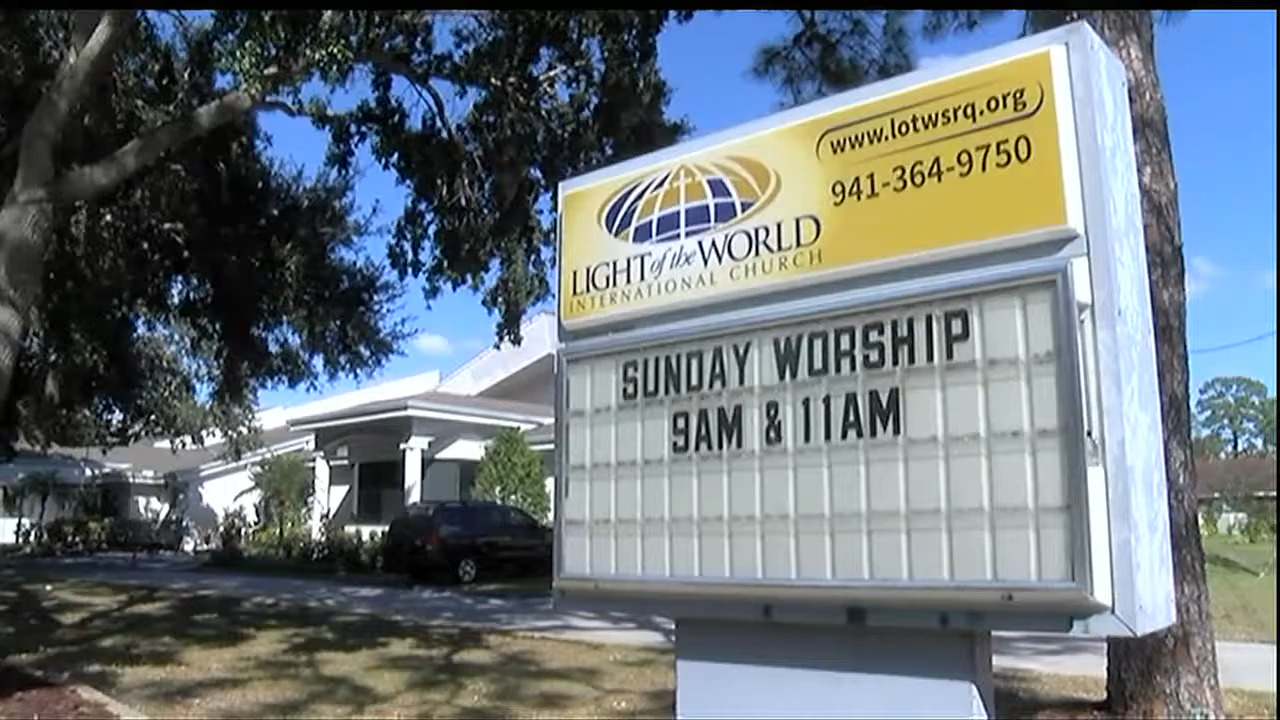 www.lotwsrq.org
941-364-9750
LIGHT of the WORLD
INTERNATIONAL CHURCH
SUNDAY WORSHIP
9AM & 11AM